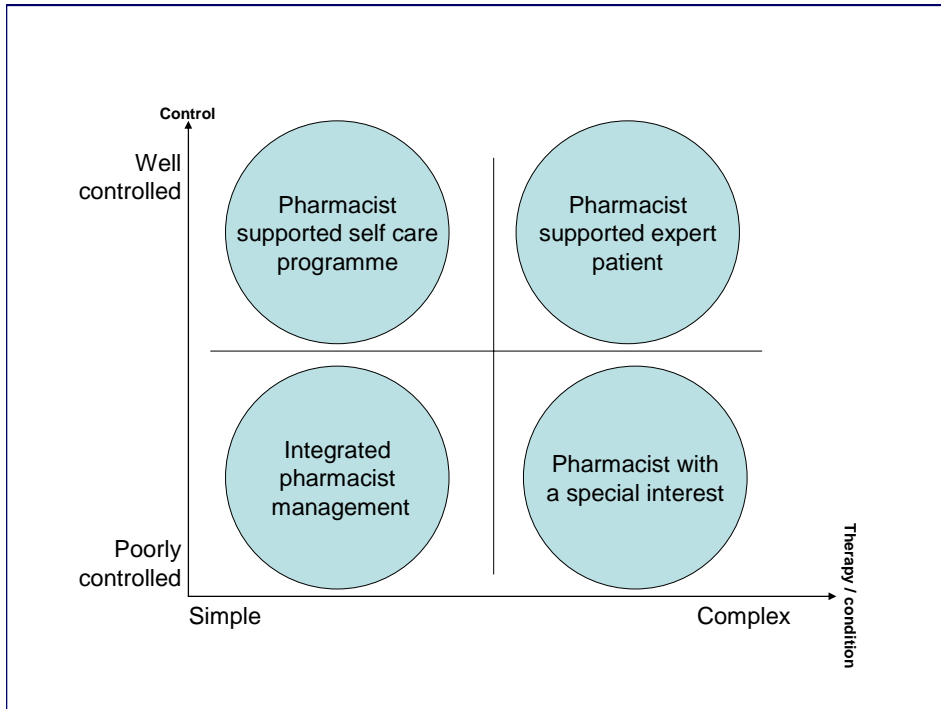 Control
Well
controlled
Pharmacist
supported self care
programme
Pharmacist
supported expert
patient
Integrated
pharmacist
management
Pharmacist with
a special interest
Poorly
controlled
Simple
Complex
Therapy / condition